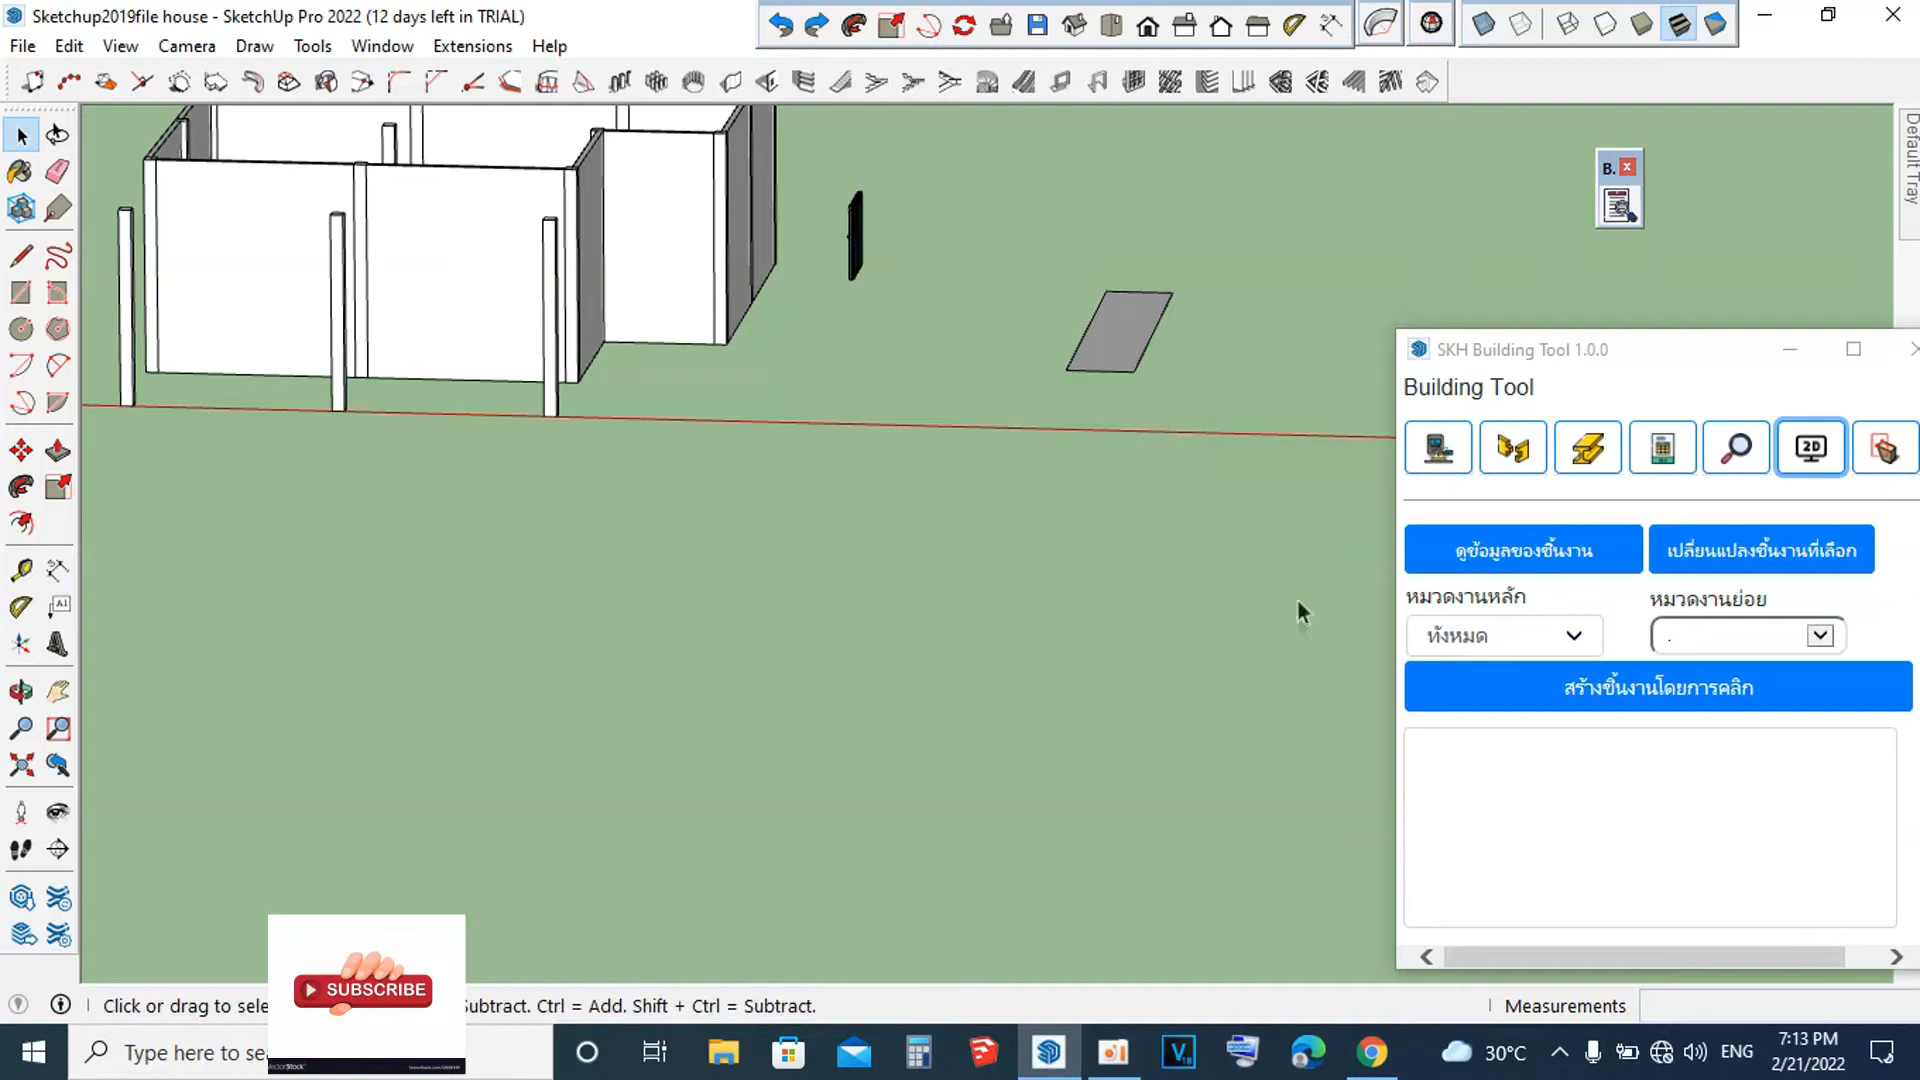 Sketchup2019file house - SketchUp Pro 2022 (12 days left in TRIAL)
File Edit View Camera Draw Tools Window Extensions Help
Default Tray
B.
SKH Building Tool 1.0.0
Building Tool
2D
ดูข้อมูลของชิ้นงาน
เปลี่ยนแปลงชิ้นงานที่เลือก
หมวดงานหลัก
หมวดงานย่อย
ทั้งหมด
.
สร้างชิ้นงานโดยการคลิก
A1
SUBSCRIBE
VectorStock
Click or drag to sele
Subtract. Ctrl = Add. Shift + Ctrl = Subtract.
Measurements
Type here to sea
30°C
ENG
7:13 PM
2/21/2022